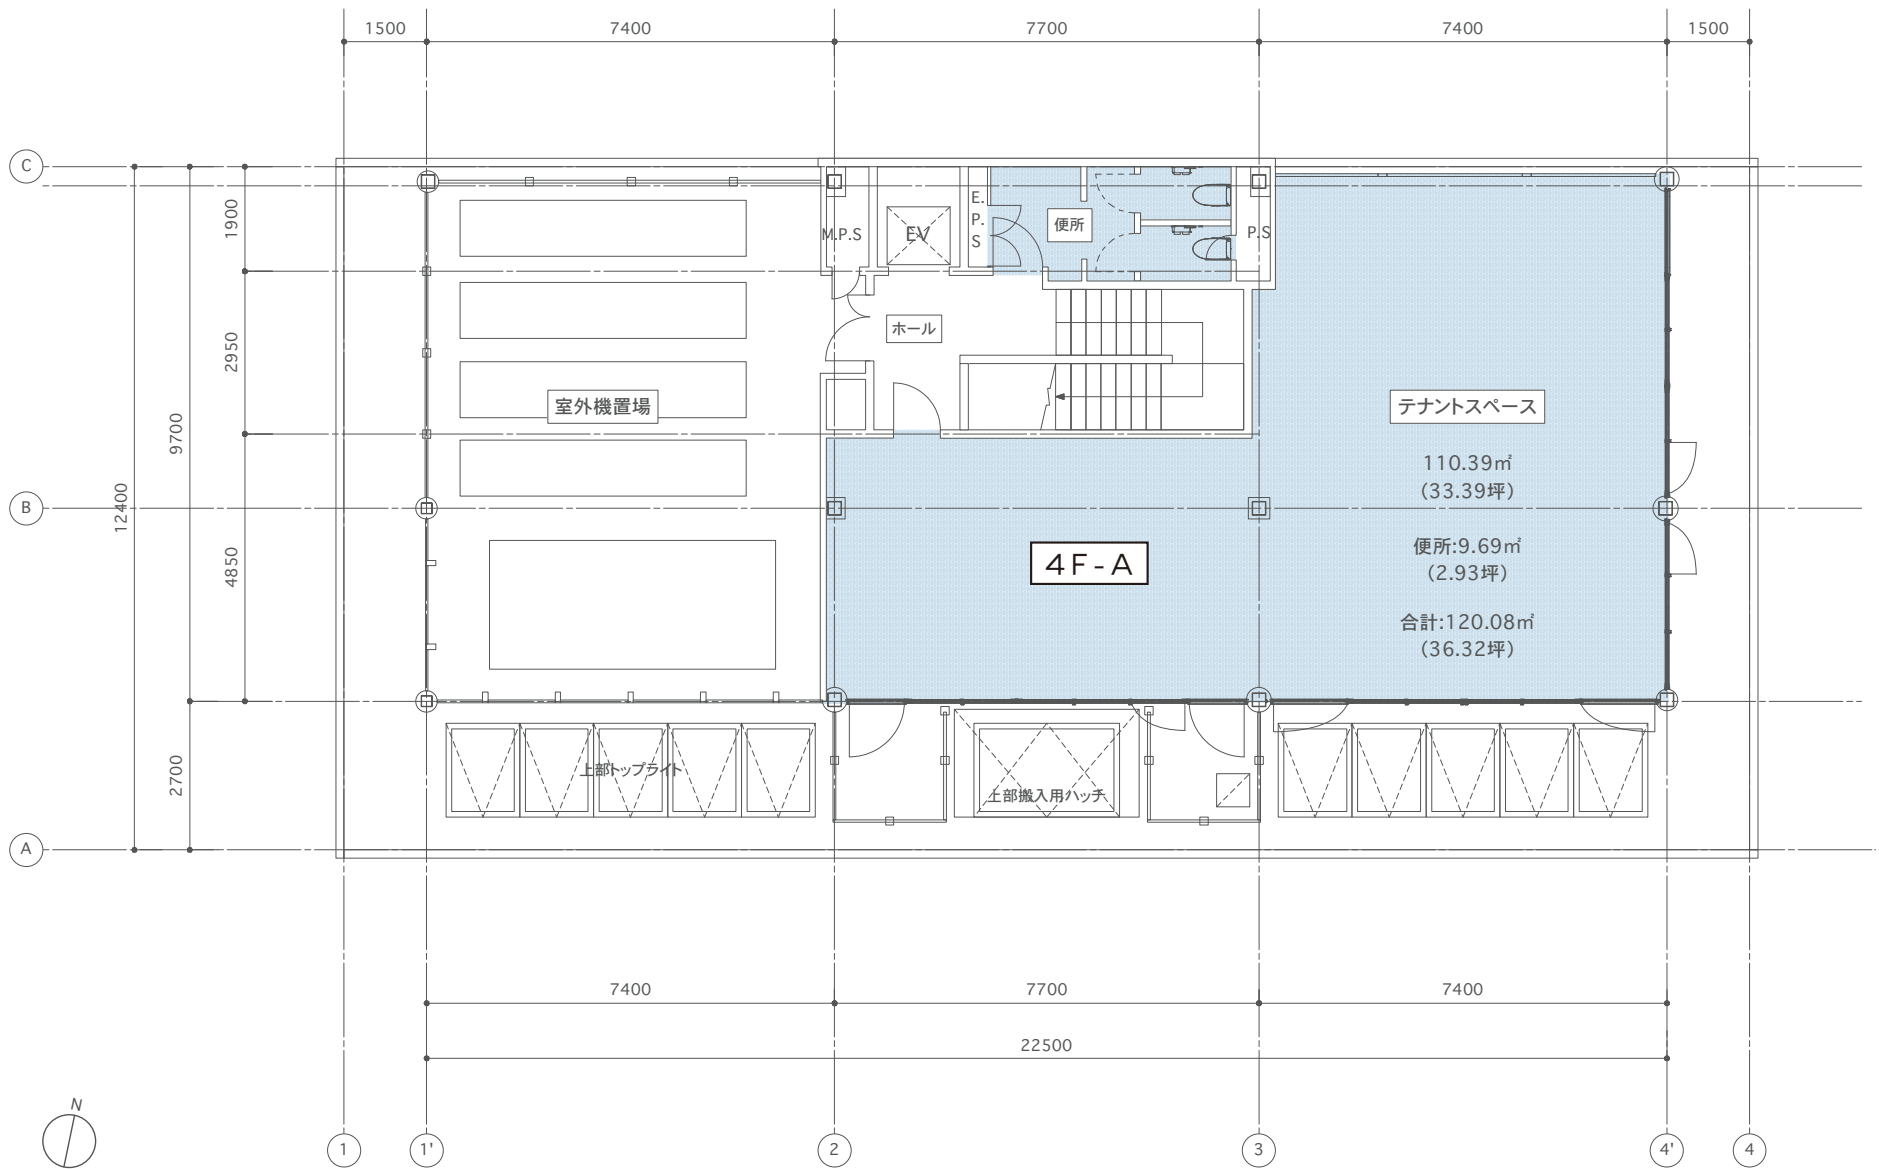 1500
7400
7700
7400
1500
C
B
A
1900
2950
4850
9700
2700
12400
M.P.S
EV
E.
P.
S
便所
P.S
ホール
室外機置場
テナントスペース
110.39㎡
(33.39坪)
便所:9.69㎡
(2.93坪)
合計:120.08㎡
(36.32坪)
4F-A
上部トップライト
上部搬入用ハッチ
7400
7700
7400
22500
N
1
1'
2
3
4'
4